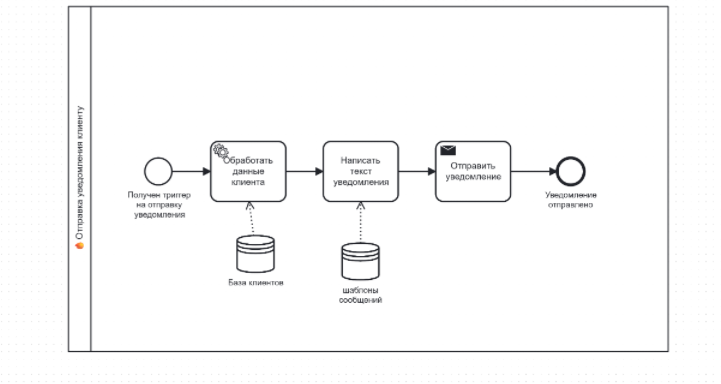 Отправка уведомления клиенту
Обработать
данные
клиента
Написать
текст
уведомления
Отправить
уведомление
Получен триггер
на отправку
уведомления
Уведомление
отправлено
База клиентов
шаблоны
сообщений